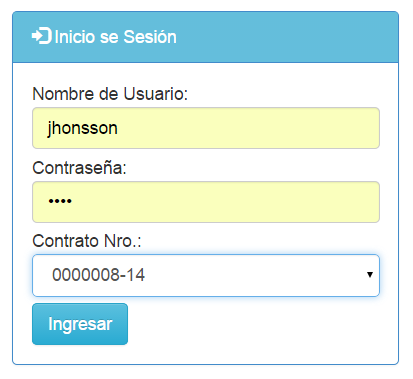 Inicio se Sesión
Nombre de Usuario:
jhonsson
Contraseña:
••••
Contrato Nro.:
0000008-14
Ingresar